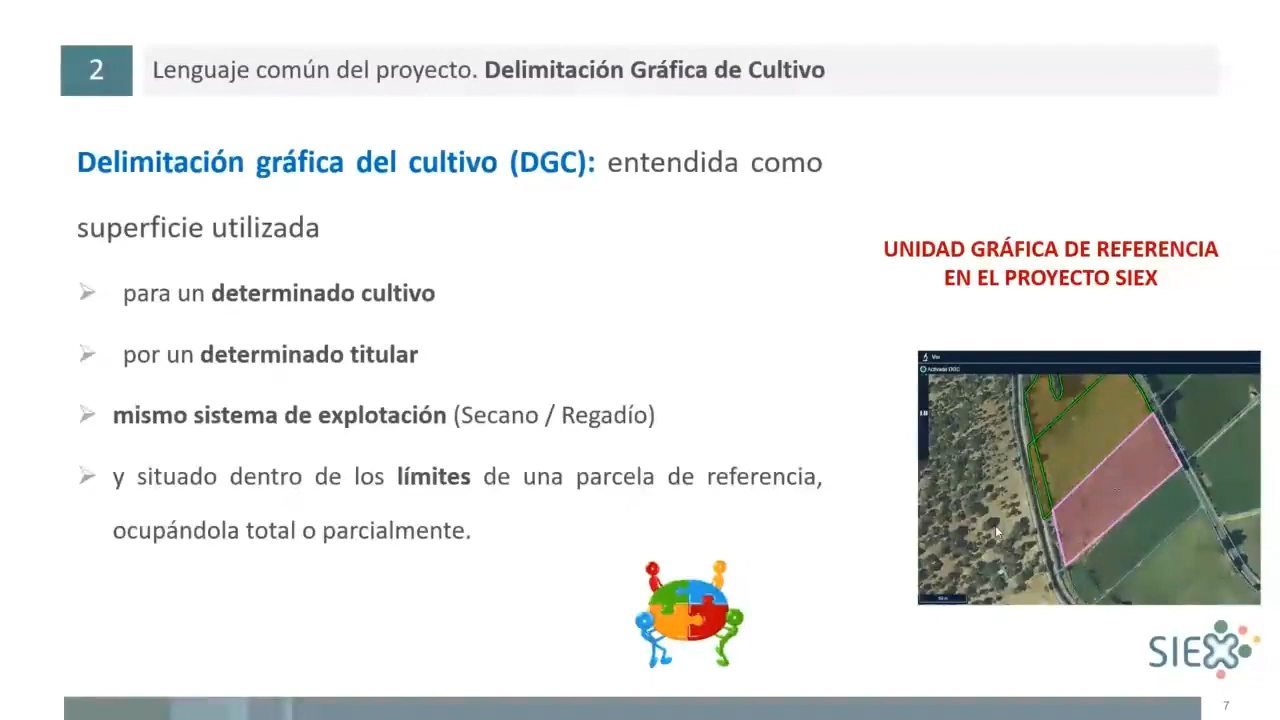 2
Lenguaje común del proyecto. Delimitación Gráfica de Cultivo
Delimitación gráfica del cultivo (DGC): entendida como
superficie utilizada
para un determinado cultivo
por un determinado titular
mismo sistema de explotación (Secano / Regadío)
y situado dentro de los límites de una parcela de referencia,
ocupándola total o parcialmente.
UNIDAD GRÁFICA DE REFERENCIA
EN EL PROYECTO SIEX
SIEX
7